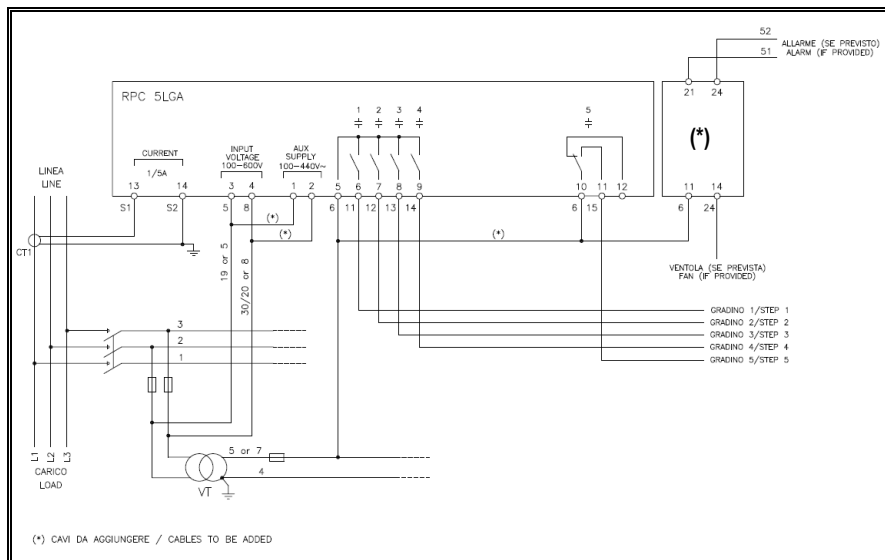 52
ALLARME (SE PREVISTO)
51
ALARM (IF PROVIDED)
RPC 5LGA
21 24
(*)
1 2 3 4 5
CURRENT
1/5A
INPUT
VOLTAGE
100-600V
AUX
SUPPLY
100-440V~
LINEA
LINE
13 14 3 4 1 2 5 6 7 8 9 10 11 12 11 14
S1 S2 5 8 6 11 12 13 14 6 15 6 24
(*)
(*)
(*)
CT1
19 or 5
30/20 or 8
VENTOLA (SE PREVISTA)
FAN (IF PROVIDED)
GRADINO 1/STEP 1
GRADINO 2/STEP 2
GRADINO 3/STEP 3
GRADINO 4/STEP 4
GRADINO 5/STEP 5
3
2
1
L1 L2 L3
CARICO
LOAD
5 or 7
4
VT
(*) CAVI DA AGGIUNGERE / CABLES TO BE ADDED